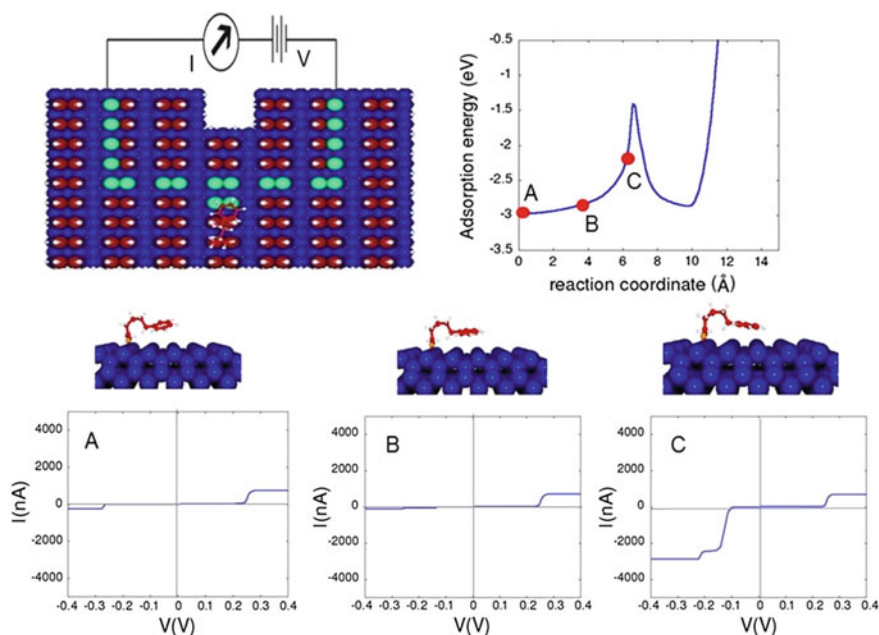 I V
Adsorption energy (eV)
-0.5
-1
-1.5
-2
-2.5
-3
-3.5
A
B
C
0 2 4 6 8 10 12 14
reaction coordinate (Å)
A
I(nA)
4000
2000
0
-2000
-4000
-0.4 -0.3 -0.2 -0.1 0 0.1 0.2 0.3 0.4
V(V)
B
I(nA)
4000
2000
0
-2000
-4000
-0.4 -0.3 -0.2 -0.1 0 0.1 0.2 0.3 0.4
V(V)
C
I(nA)
4000
2000
0
-2000
-4000
-0.4 -0.3 -0.2 -0.1 0 0.1 0.2 0.3 0.4
V(V)